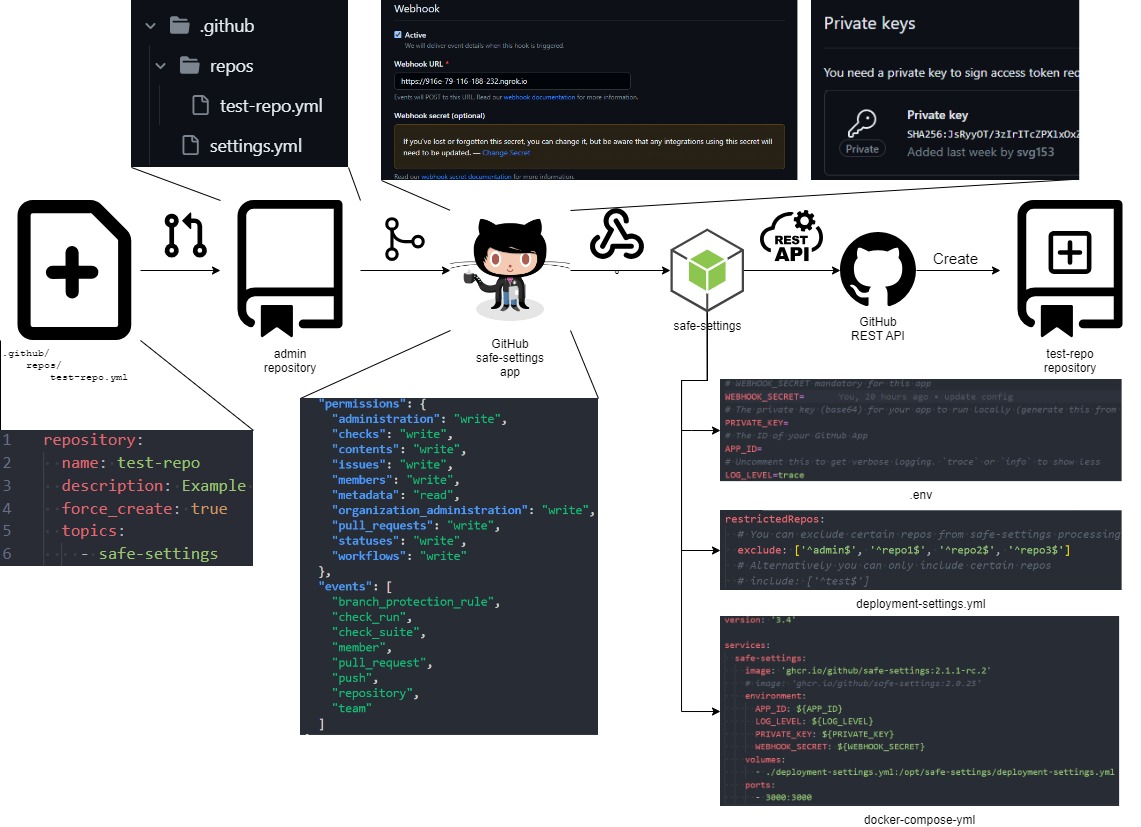 .github
repos
test-repo.yml
settings.yml
Webhook
Active
We will deliver event details when this hook is triggered.
Webhook URL *
https://916e-79-116-188-232.ngrok.io
Events will POST to this URL. Read our webhook documentation for more information.
Webhook secret (optional)
If you've lost or forgotten this secret, you can change it, but be aware that any integrations using this secret will
need to be updated. — Change Secret
Read our webhook secret documentation for more information.
Private keys
You need a private key to sign access token req
Private key
SHA256:JsRyyOT/3zIrITcZPX1xOxZ
Private
Added last week by svg153
REST
API
Create
.github/
repos/
test-repo.yml
admin
repository
GitHub
safe-settings
app
safe-settings
GitHub
REST API
test-repo
repository
1 repository:
2 name: test-repo
3 description: Example
4 force_create: true
5 topics:
6 - safe-settings
"permissions": {
"administration": "write",
"checks": "write",
"contents": "write",
"issues": "write",
"members": "write",
"metadata": "read",
"organization_administration": "write",
"pull_requests": "write",
"statuses": "write",
"workflows": "write"
},
"events": [
"branch_protection_rule",
"check_run",
"check_suite",
"member",
"pull_request",
"push",
"repository",
"team"
]
# WEBHOOK_SECRET mandatory for this app
WEBHOOK_SECRET= You, 20 hours ago • update config
# The private key (base64) for your app to run locally (generate this from
PRIVATE_KEY=
# The ID of your GitHub App
APP_ID=
# Uncomment this to get verbose logging. `trace` or `info` to show less
LOG_LEVEL=trace
.env
restrictedRepos:
# You can exclude certain repos from safe-settings processing
exclude: ['^admin$', '^repo1$', '^repo2$', '^repo3$']
# Alternatively you can only include certain repos
# include: ['^test$']
deployment-settings.yml
version: '3.4'
services:
safe-settings:
image: 'ghcr.io/github/safe-settings:2.1.1-rc.2'
# image: 'ghcr.io/github/safe-settings:2.0.25'
environment:
APP_ID: ${APP_ID}
LOG_LEVEL: ${LOG_LEVEL}
PRIVATE_KEY: ${PRIVATE_KEY}
WEBHOOK_SECRET: ${WEBHOOK_SECRET}
volumes:
- ./deployment-settings.yml:/opt/safe-settings/deployment-settings.yml
ports:
- 3000:3000
docker-compose-yml